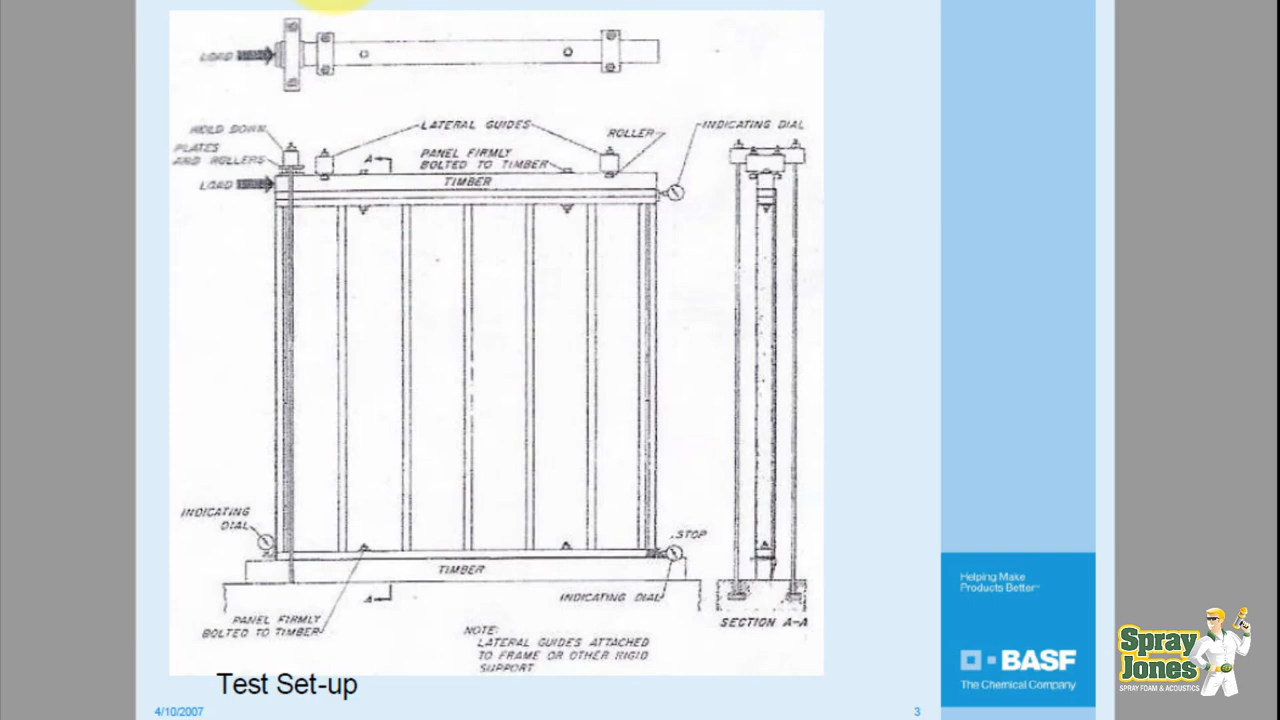 LOAD
HOLD DOWN
PLATES
AND ROLLERS
LOAD
LATERAL GUIDES
PANEL FIRMLY
BOLTED TO TIMBER
ROLLER
INDICATING DIAL
A
TIMBER
INDICATING
DIAL
STOP
TIMBER
A
INDICATING DIAL
PANEL FIRMLY
BOLTED TO TIMBER
NOTE:
LATERAL GUIDES ATTACHED
TO FRAME OR OTHER RIGID
SUPPORT
SECTION A-A
Test Set-up
4/10/2007
3
Helping Make
Products Better™
BASF
The Chemical Company
Spray
Jones
SPRAY FOAM & ACOUSTICS